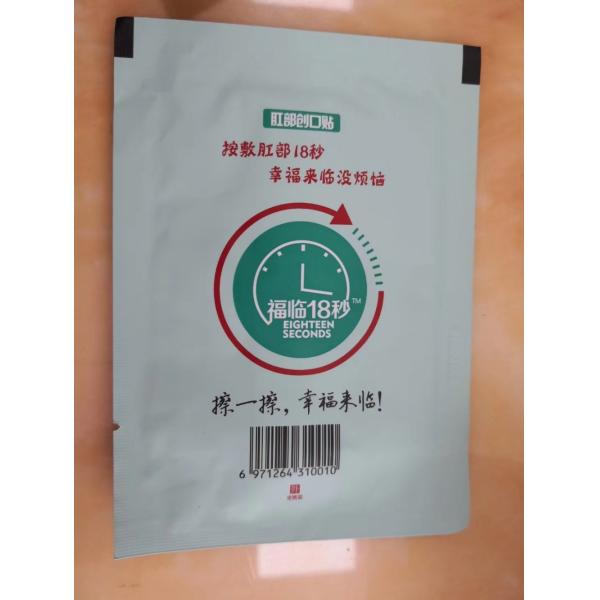 肛部创口贴
按敷肛部18秒
幸福来临没烦恼
福临18秒™
EIGHTEEN
SECONDS
擦一擦，幸福来临！
6 971264 310010